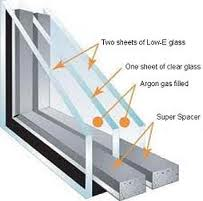 Two sheets of Low-E glass
One sheet of clear glass
Argon gas filled
Super Spacer